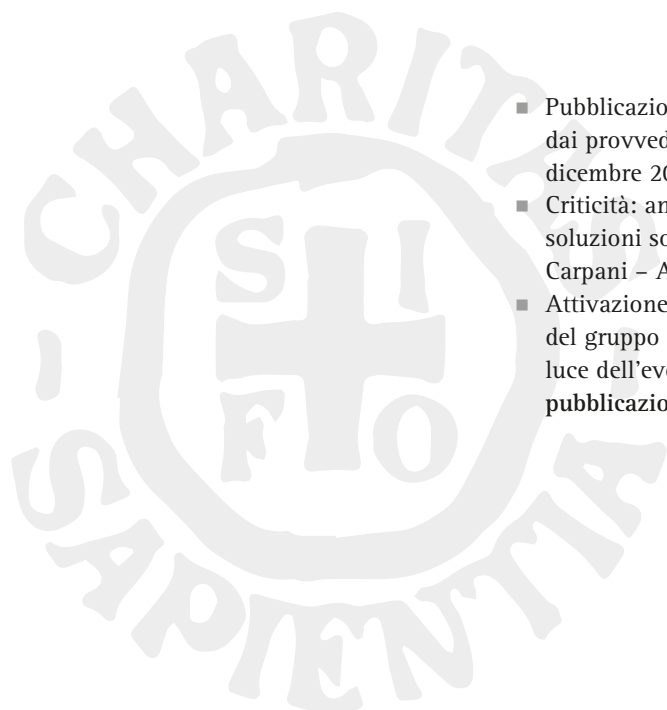 CHARITAS – SAPIENTIA –
S I
F O
■ Pubblicazio
dai provved
dicembre 20
■ Criticità: an
soluzioni so
Carpani – A
■ Attivazione
del gruppo
luce dell'eve
pubblicazio